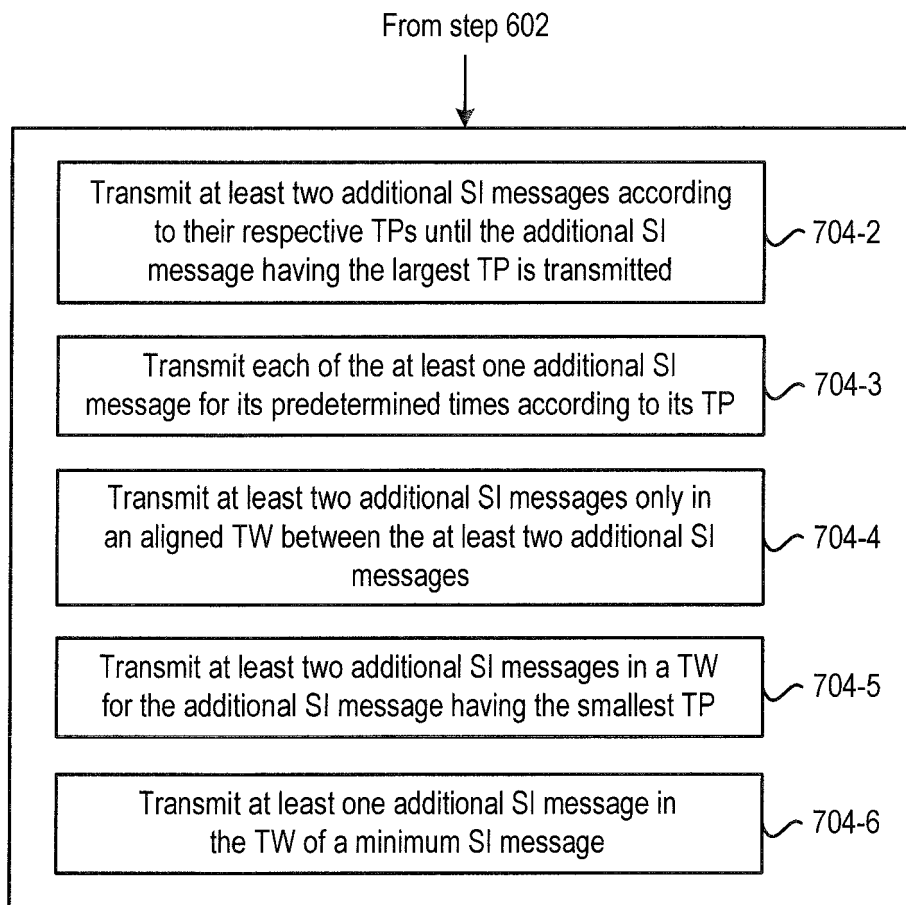 From step 602
Transmit at least two additional SI messages according
to their respective TPs until the additional SI
message having the largest TP is transmitted
704-2
Transmit each of the at least one additional SI
message for its predetermined times according to its TP
704-3
Transmit at least two additional SI messages only in
an aligned TW between the at least two additional SI
messages
704-4
Transmit at least two additional SI messages in a TW
for the additional SI message having the smallest TP
704-5
Transmit at least one additional SI message in
the TW of a minimum SI message
704-6